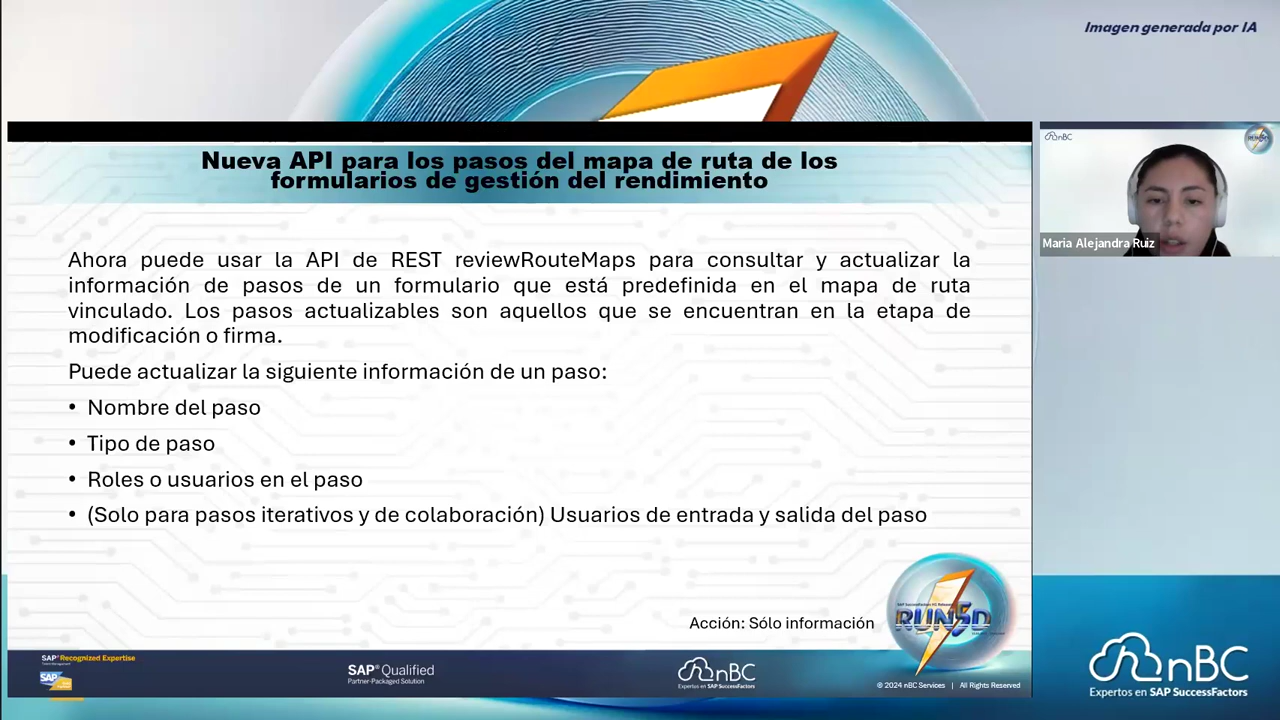 Imagen generada por IA
Nueva API para los pasos del mapa de ruta de los
formularios de gestión del rendimiento
nBC
Maria Alejandra Ruiz
Ahora puede usar la API de REST reviewRouteMaps para consultar y actualizar la
información de pasos de un formulario que está predefinida en el mapa de ruta
vinculado. Los pasos actualizables son aquellos que se encuentran en la etapa de
modificación o firma.
Puede actualizar la siguiente información de un paso:
• Nombre del paso
• Tipo de paso
• Roles o usuarios en el paso
• (Solo para pasos iterativos y de colaboración) Usuarios de entrada y salida del paso
Acción: Sólo información
RUN5D
SAP® Recognized Expertise
SAP
SAP® Qualified
Partner-Packaged Solution
nBC
Expertos en SAP SuccessFactors
© 2024 nBC Services | All Rights Reserved
nBC
Expertos en SAP SuccessFactors